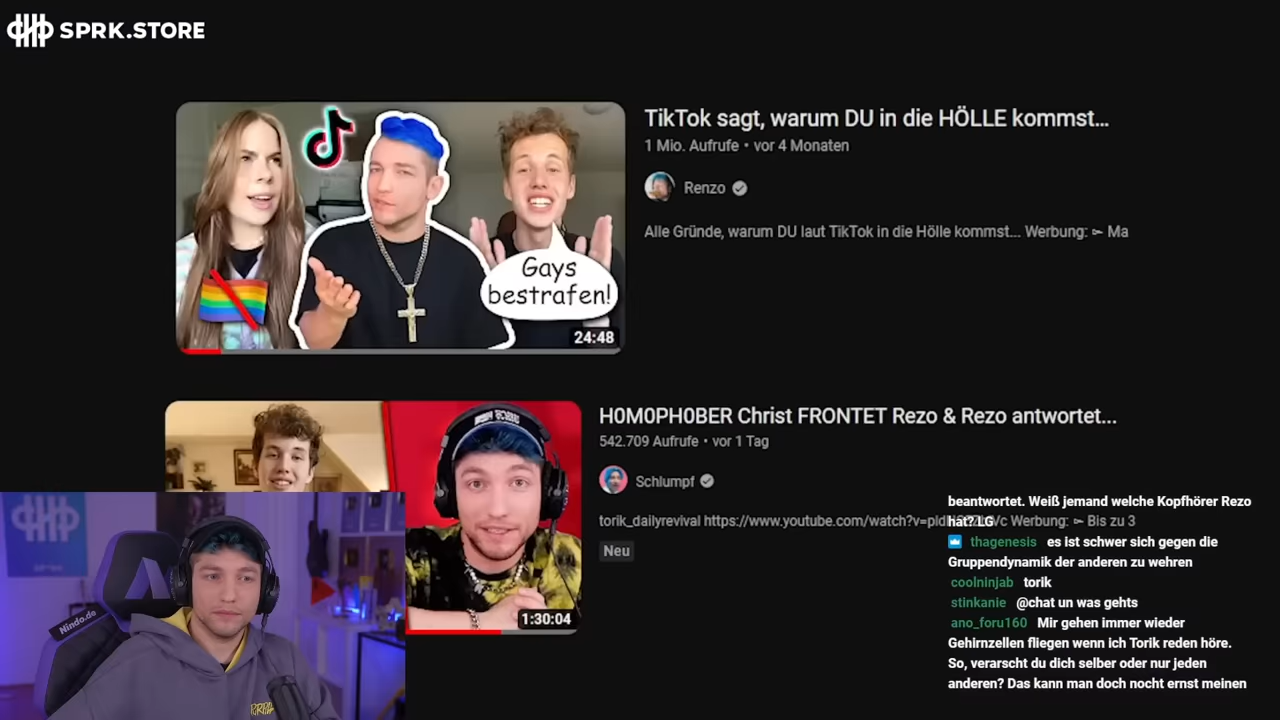 SPRK.STORE
TikTok sagt, warum DU in die HÖLLE kommst...
1 Mio. Aufrufe • vor 4 Monaten
Renzo
Alle Gründe, warum DU laut TikTok in die Hölle kommst... Werbung: ⊱ Ma
Gays
bestrafen!
24:48
H0M0PH0BER Christ FRONTET Rezo & Rezo antwortet...
542.709 Aufrufe • vor 1 Tag
Schlumpf
torik_dailyrevival https://www.youtube.com/watch?v= Werbung: ⊱ Bis zu 3
Neu
1:30:04
Nindo.de
beantwortet. Weiß jemand welche Kopfhörer Rezo
hat? LG
thagenesis es ist schwer sich gegen die
Gruppendynamik der anderen zu wehren
coolninjab torik
stinkanie @chat un was gehts
ano_foru160 Mir gehen immer wieder
Gehirnzellen fliegen wenn ich Torik reden höre.
So, verarscht du dich selber oder nur jeden
anderen? Das kann man doch nocht ernst meinen